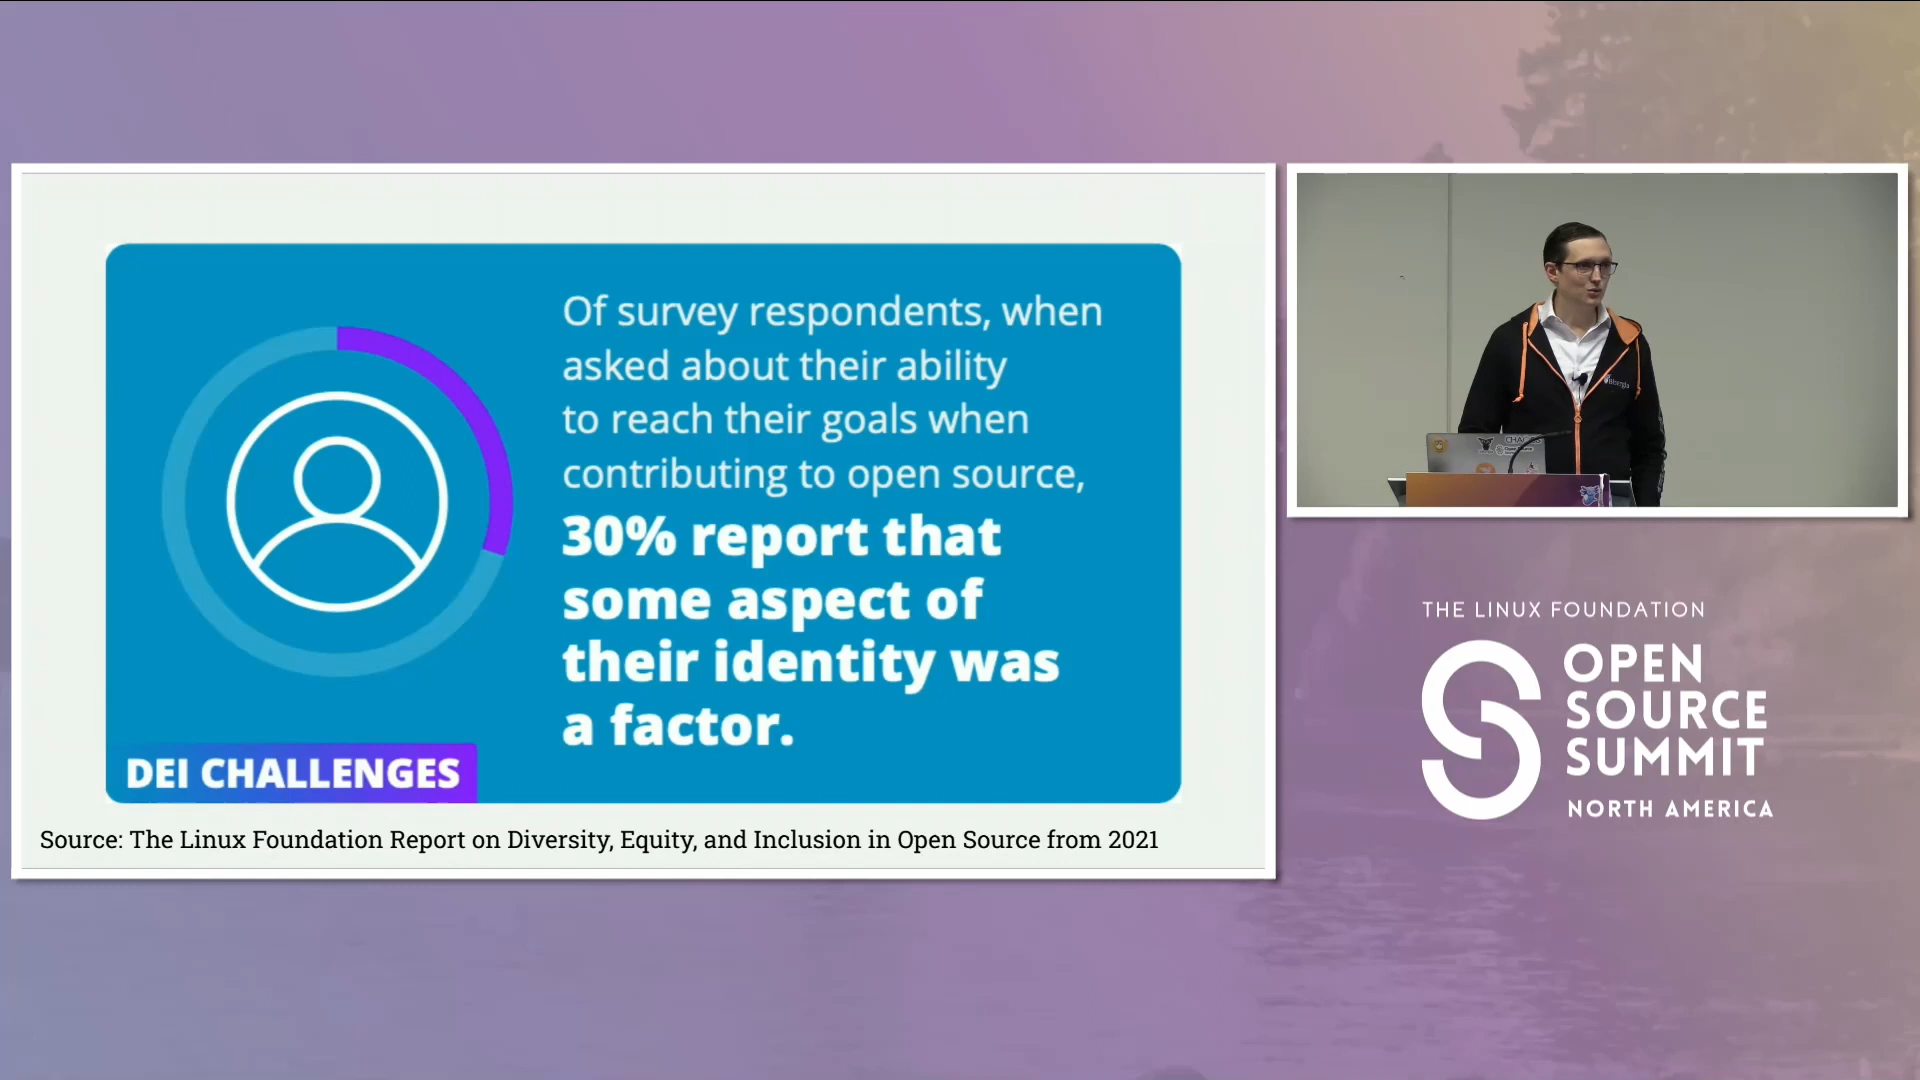 Of survey respondents, when
asked about their ability
to reach their goals when
contributing to open source,
30% report that
some aspect of
their identity was
a factor.
DEI CHALLENGES
Source: The Linux Foundation Report on Diversity, Equity, and Inclusion in Open Source from 2021
Bitergia
THE LINUX FOUNDATION
OPEN
SOURCE
SUMMIT
NORTH AMERICA